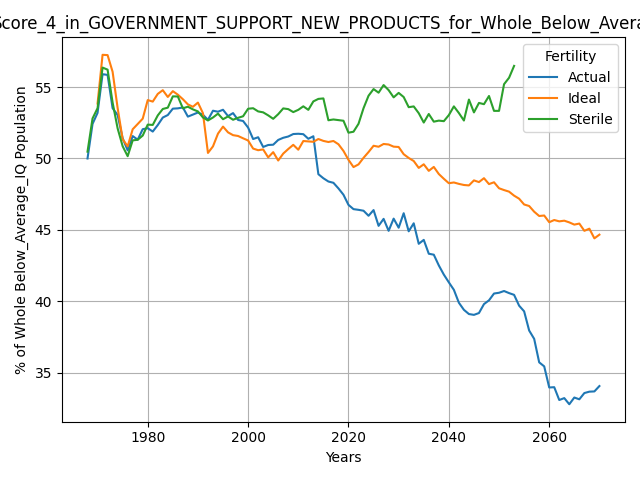 Score_4_in_GOVERNMENT_SUPPORT_NEW_PRODUCTS_for_Whole_Below_Avera
Fertility
Actual
Ideal
Sterile
% of Whole Below_Average_IQ Population
55
50
45
40
35
1980
2000
2020
2040
2060
Years